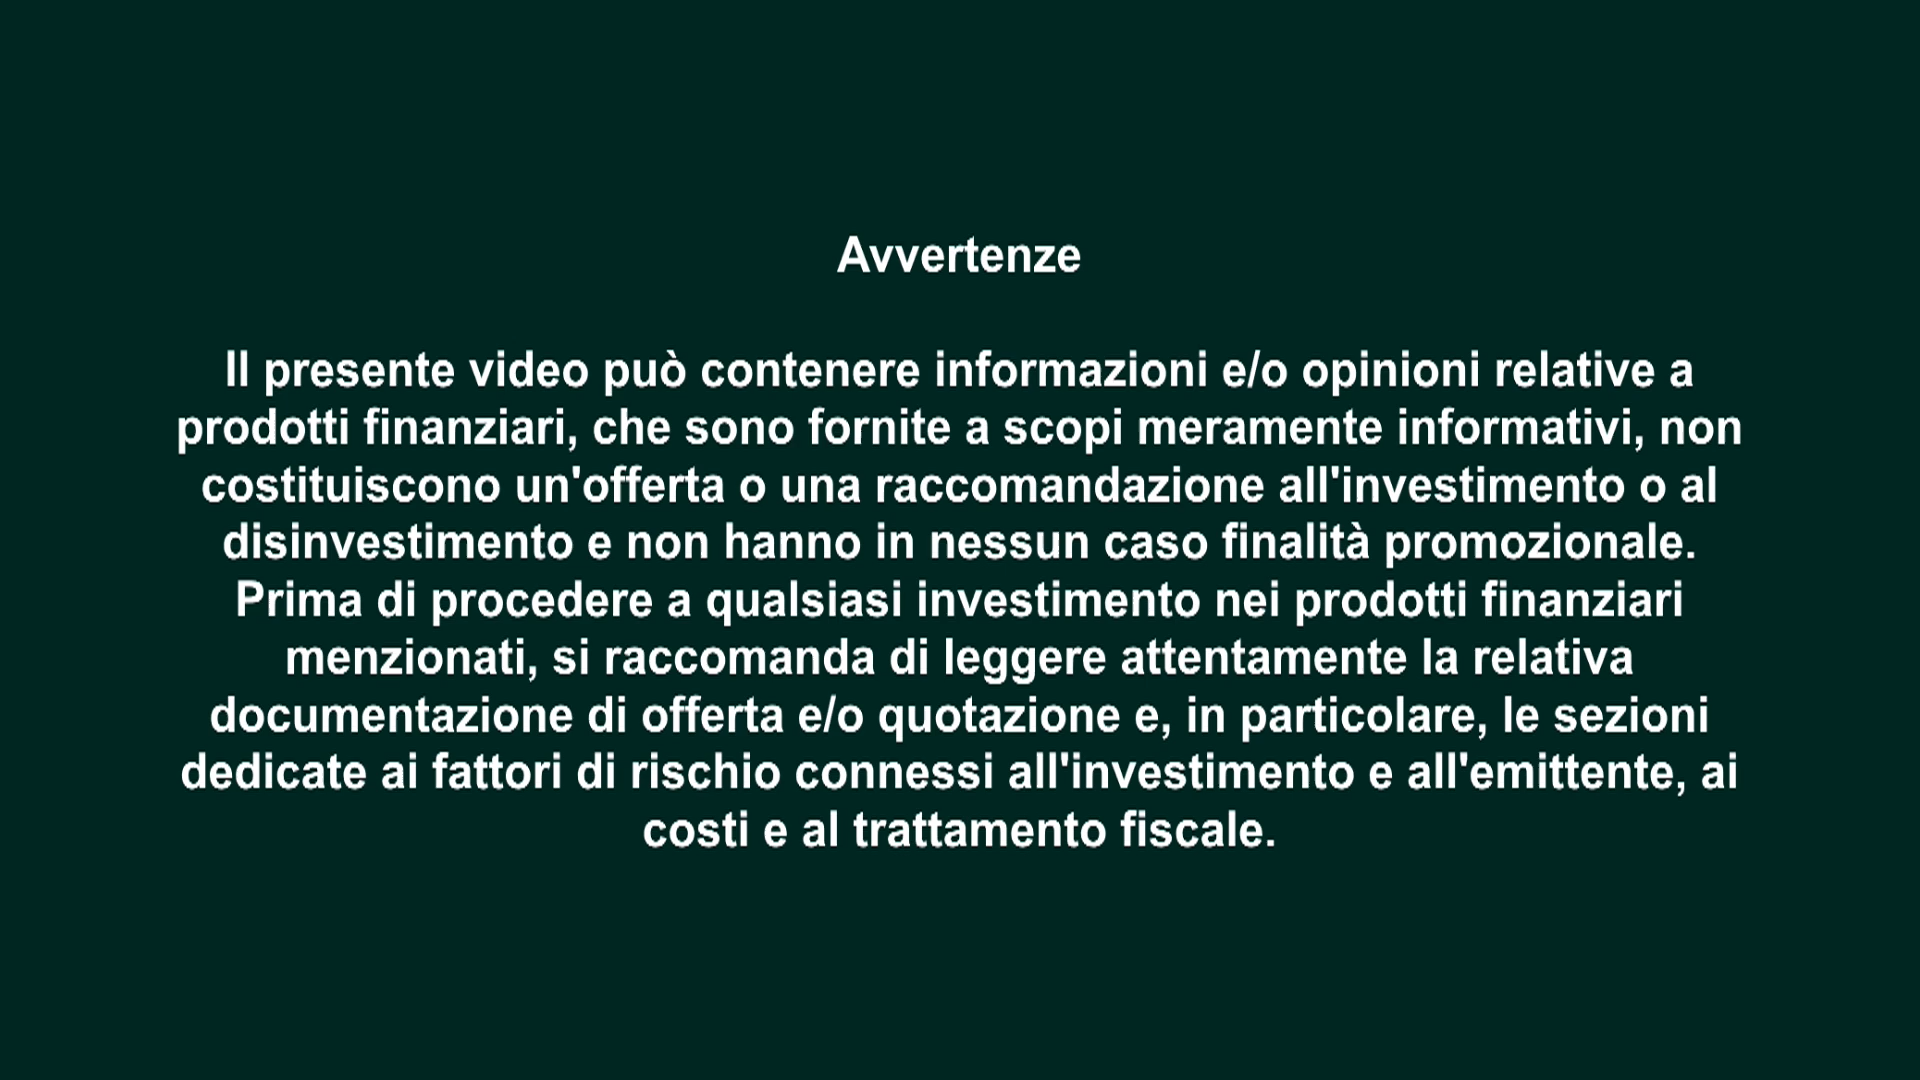 Avvertenze
Il presente video può contenere informazioni e/o opinioni relative a
prodotti finanziari, che sono fornite a scopi meramente informativi, non
costituiscono un'offerta o una raccomandazione all'investimento o al
disinvestimento e non hanno in nessun caso finalità promozionale.
Prima di procedere a qualsiasi investimento nei prodotti finanziari
menzionati, si raccomanda di leggere attentamente la relativa
documentazione di offerta e/o quotazione e, in particolare, le sezioni
dedicate ai fattori di rischio connessi all'investimento e all'emittente, ai
costi e al trattamento fiscale.